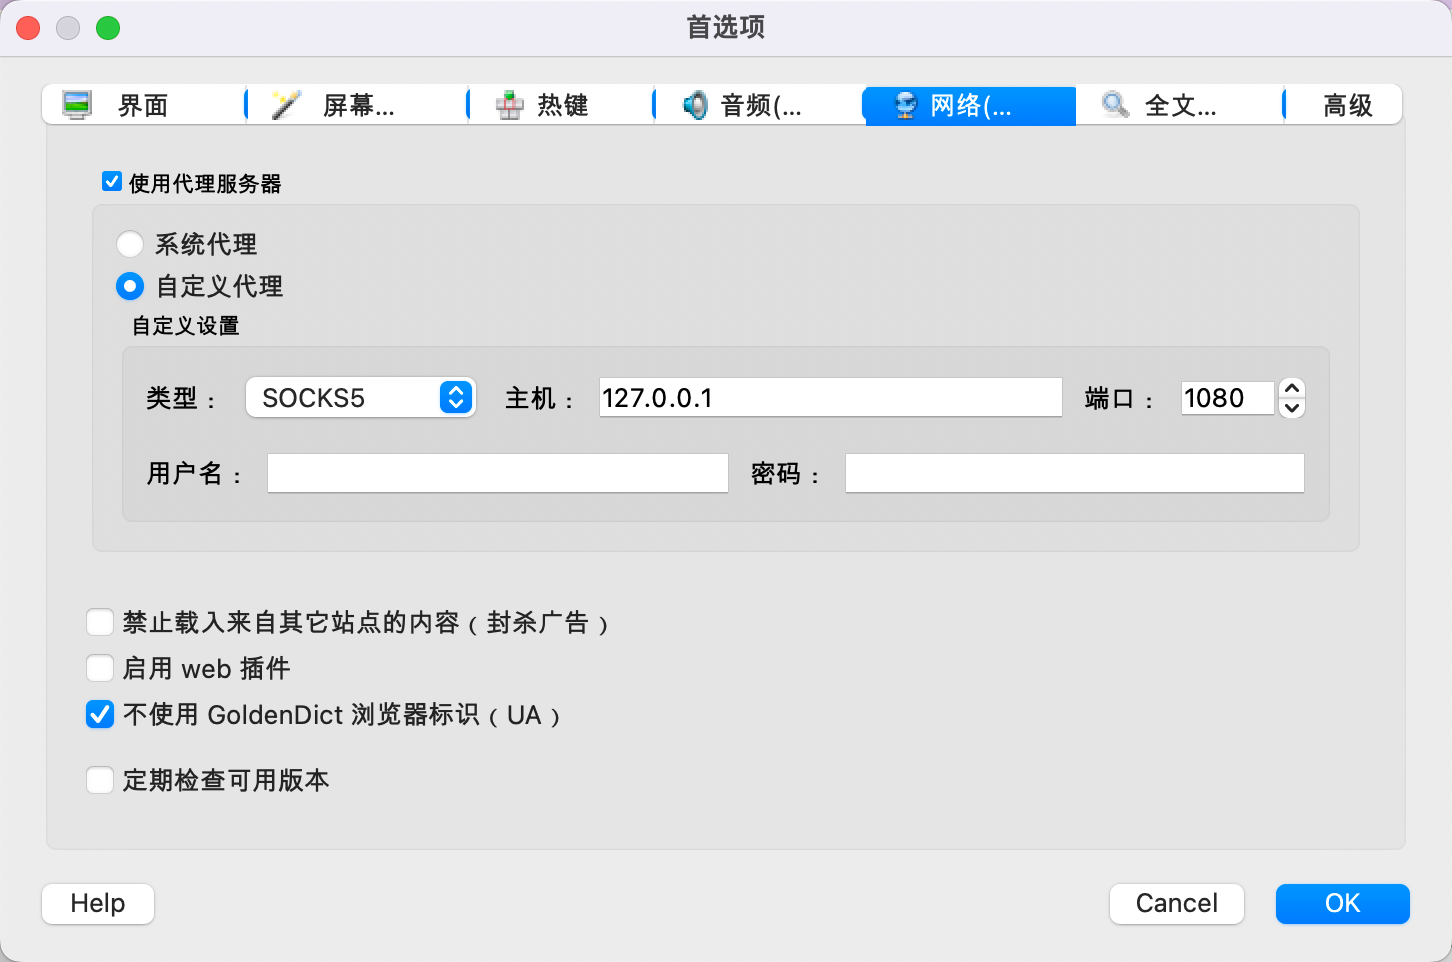 首选项
界面 屏幕... 热键 音频(... 网络(... 全文... 高级
使用代理服务器
系统代理
自定义代理
自定义设置
类型： SOCKS5 主机： 127.0.0.1 端口： 1080
用户名： 密码：
禁止载入来自其它站点的内容（封杀广告）
启用 web 插件
不使用 GoldenDict 浏览器标识（UA）
定期检查可用版本
Help Cancel OK